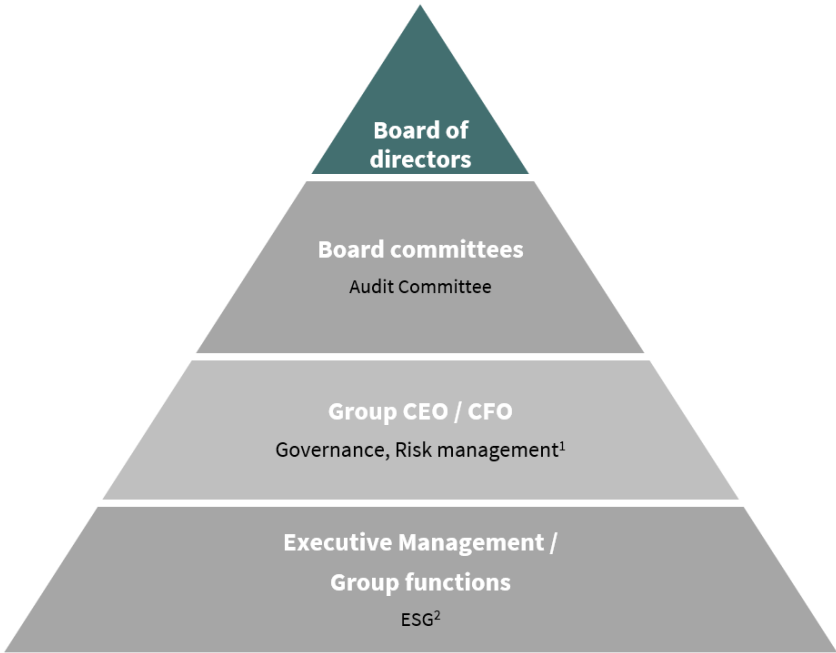 Board of
directors
Board committees
Audit Committee
Group CEO / CFO
Governance, Risk management¹
Executive Management /
Group functions
ESG²